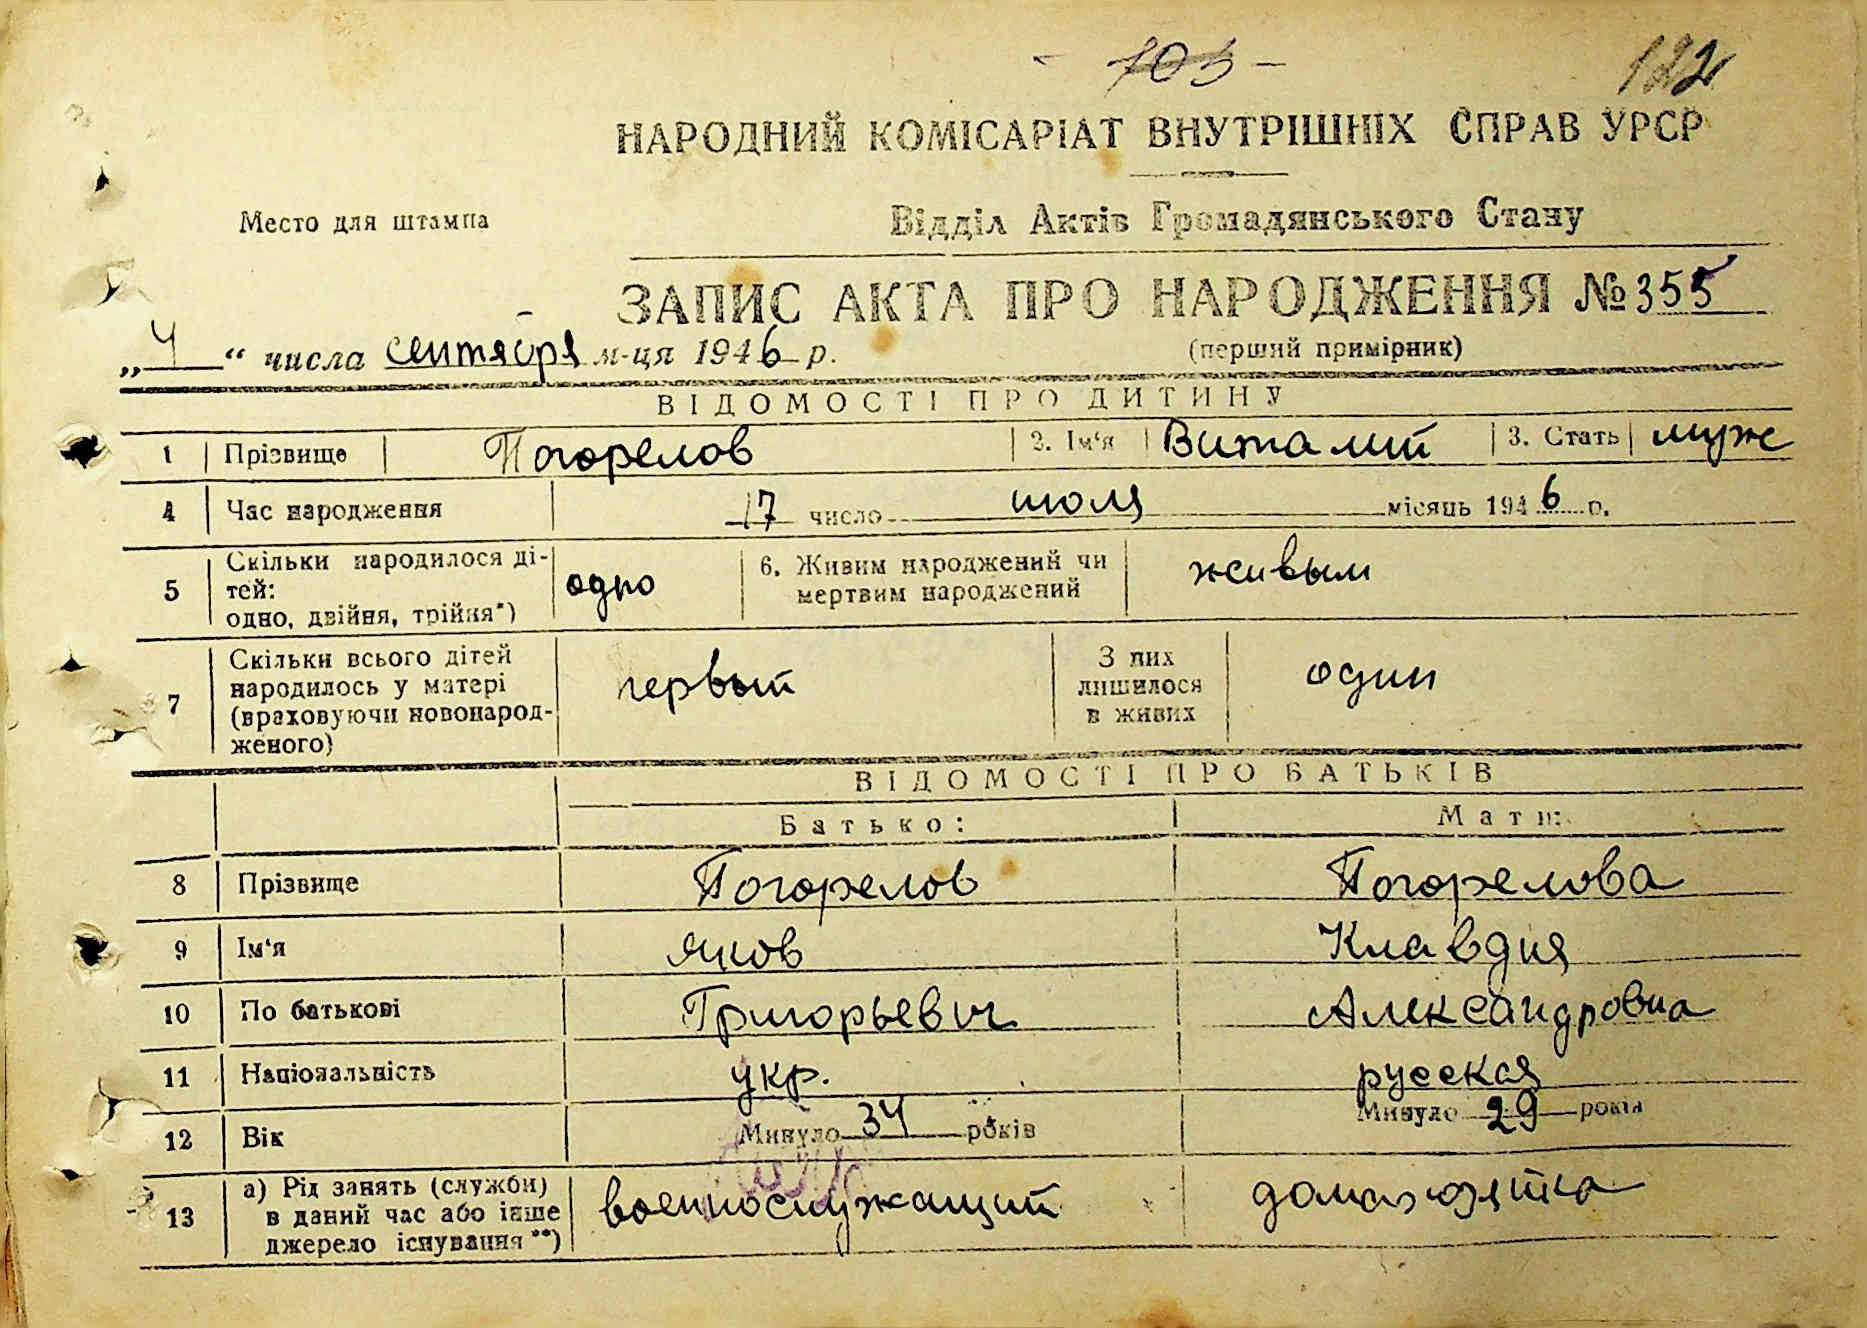 - 103 -
122
НАРОДНИЙ КОМІСАРІАТ ВНУТРІШНІХ СПРАВ УРСР
Место для штампа
Відділ Актів Громадянського Стану
ЗАПИС АКТА ПРО НАРОДЖЕННЯ №355
„4“ числа сентября м-ця 1946 р.
(перший примірник)
ВІДОМОСТІ ПРО ДИТИНУ
1 Прізвище Погорелов 2. Ім‘я Виталий 3. Стать муж
4 Час народження 17 число июля місяць 1946 р.
5 Скільки народилося ді-
тей:
одно, двійня, трійня*) одно 6. Живим народжений чи
мертвим народжений живым
7 Скільки всього дітей
народилось у матері
(враховуючи новонарод-
женого) первый З них
лишилося
в живих один
ВІДОМОСТІ ПРО БАТЬКІВ
Батько: Мати:
8 Прізвище Погорелов Погорелова
9 Ім‘я Яков Клавдия
10 По батькові Григорьевич Александровна
11 Національність укр. русская
12 Вік Минуло 34 років Минуло 29 років
13 а) Рід занять (служби)
в даний час або інше
джерело існування **) военнослужащий домохозяйка